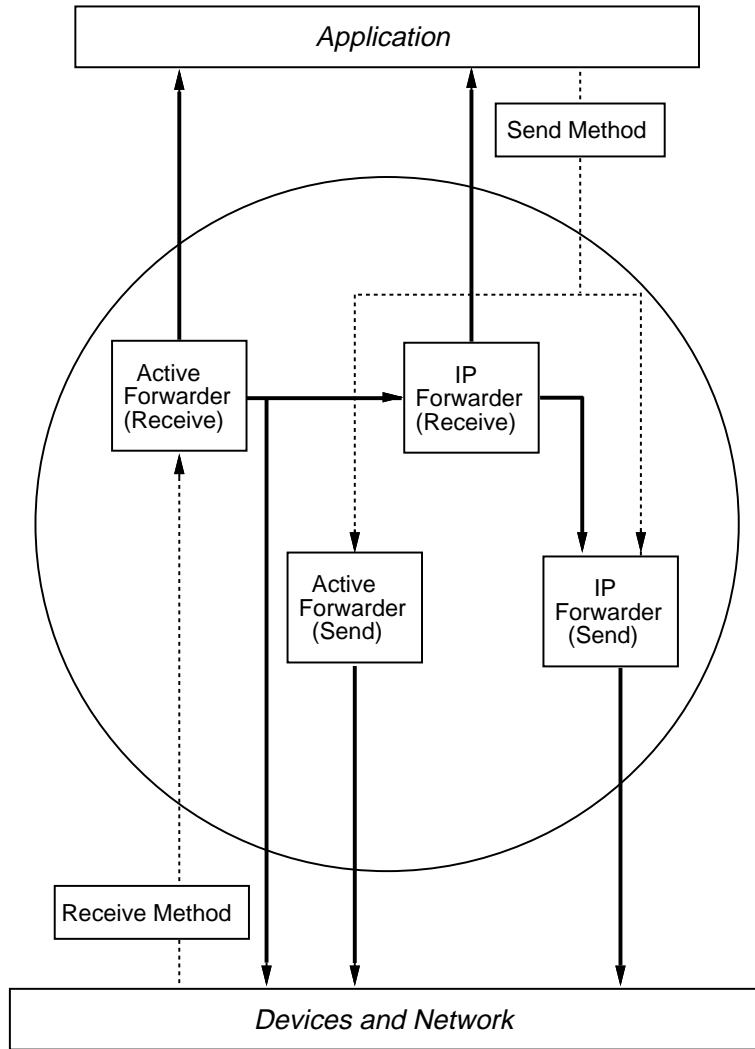 Application
Send Method
Active
Forwarder
(Receive)
IP
Forwarder
(Receive)
Active
Forwarder
(Send)
IP
Forwarder
(Send)
Receive Method
Devices and Network